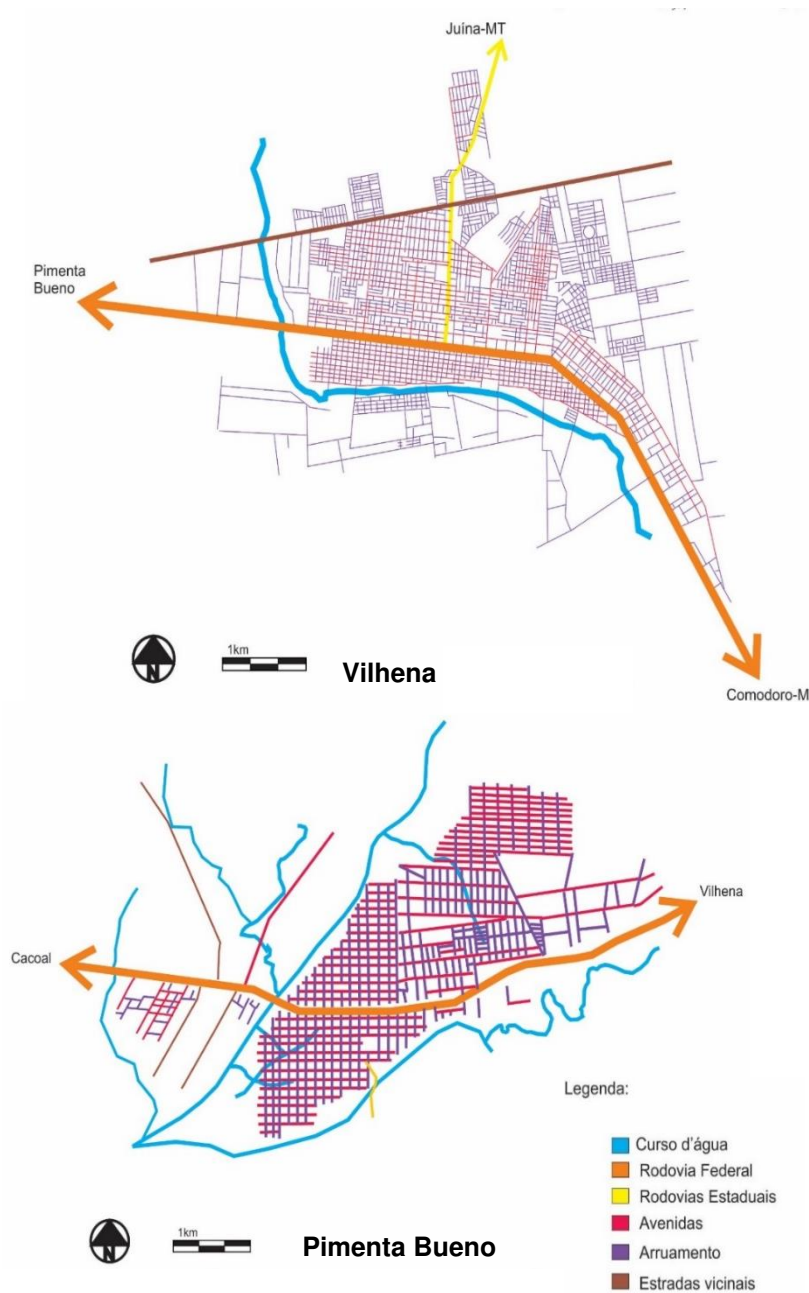 Juína-MT
Pimenta
Bueno
N
1km
Vilhena
Comodoro-M
Vilhena
Cacoal
Legenda:
Curso d'água
Rodovia Federal
Rodovias Estaduais
Avenidas
Arruamento
Estradas vicinais
N
1km
Pimenta Bueno